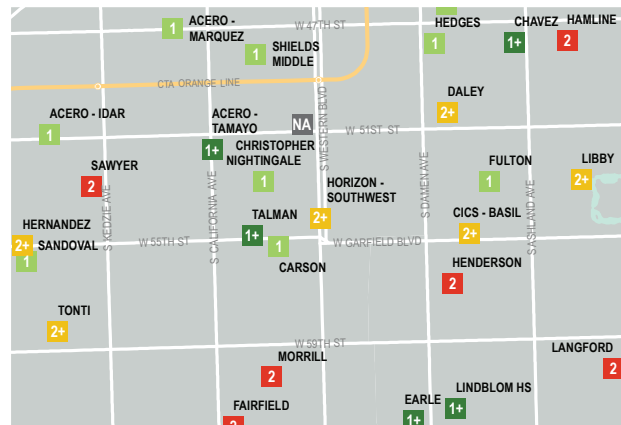 ACERO -
MARQUEZ
1
W 47TH ST
SHIELDS
MIDDLE
1
HEDGES
1
CHAVEZ
1+
HAMLINE
2
CTA ORANGE LINE
ACERO - IDAR
1
ACERO -
TAMAYO
1+
NA
S WESTERN BLVD
W 51ST ST
DALEY
2+
CHRISTOPHER
NIGHTINGALE
1
SAWYER
2
S KEDZIE AVE
S CALIFORNIA AVE
HORIZON -
SOUTHWEST
2+
S DAMEN AVE
FULTON
1
S ASHLAND AVE
LIBBY
2+
HERNANDEZ
2+
SANDOVAL
1
W 55TH ST
TALMAN
1+
1
CARSON
W GARFIELD BLVD
CICS - BASIL
2+
HENDERSON
2
TONTI
2+
W 59TH ST
MORRILL
2
LANGFORD
2
FAIRFIELD
2
EARLE
1+
LINDBLOM HS
1+